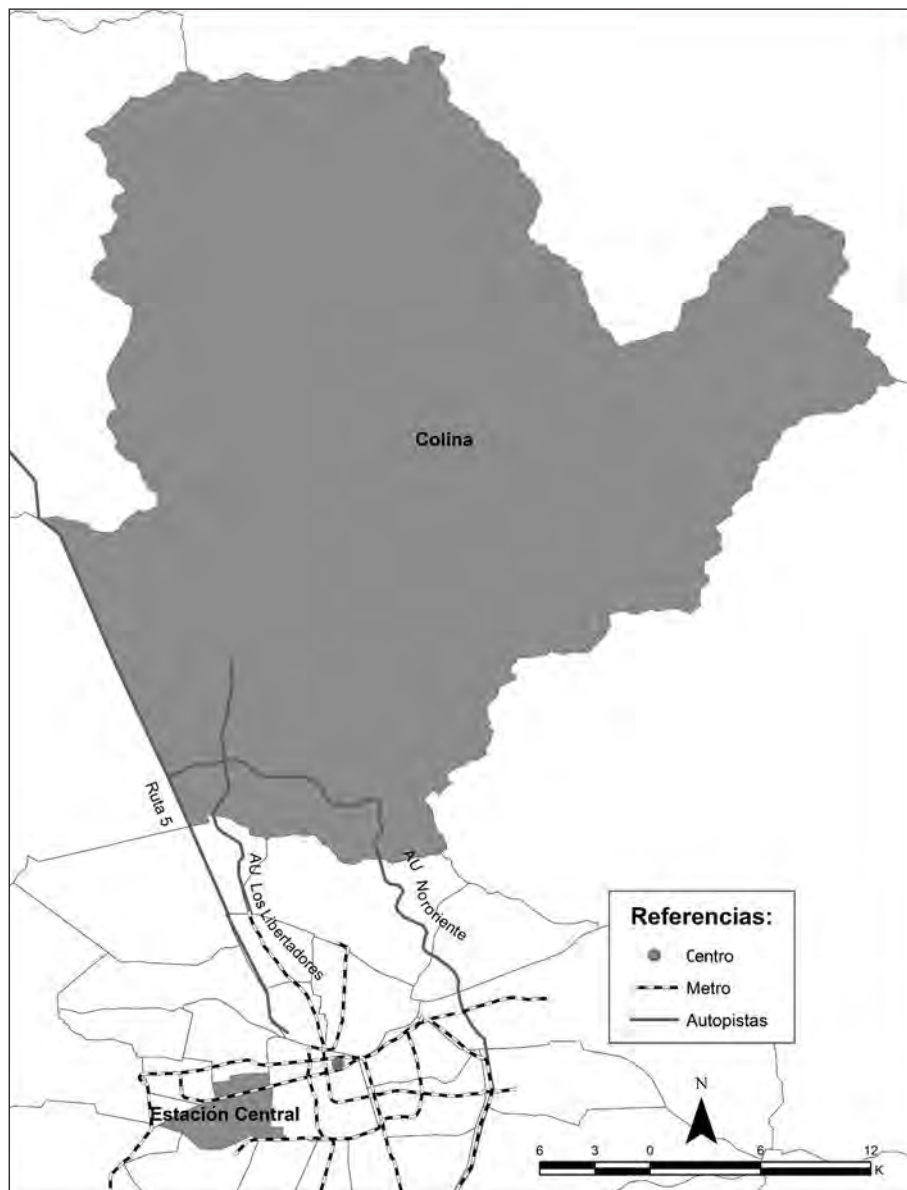 Colina
Ruta 5
AU Los Libertadores
AU Nororiente
Referencias:
Centro
Metro
Autopistas
Estación Central
N
6 3 0 6 12
K